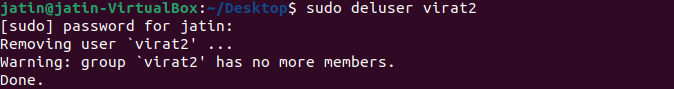 jatin@jatin-VirtualBox:~/Desktop$ sudo deluser virat2
[sudo] password for jatin:
Removing user `virat2' ...
Warning: group `virat2' has no more members.
Done.